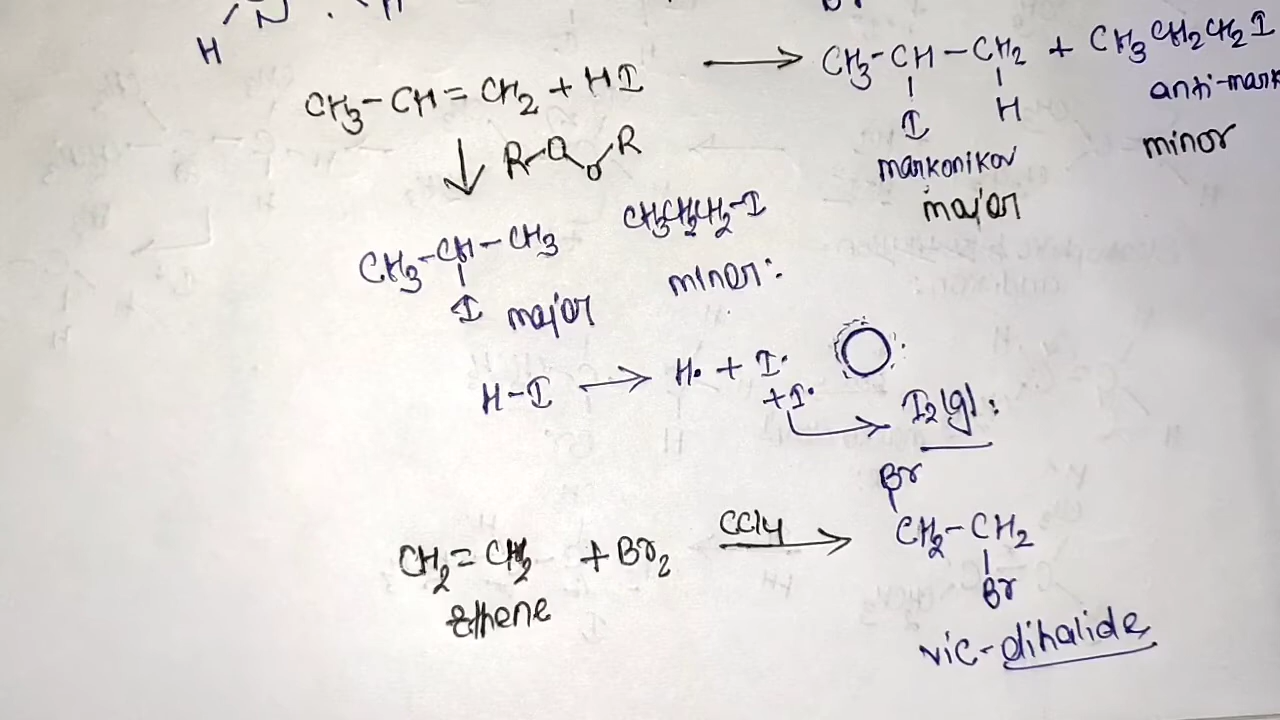 H N . H Br
CH3-CH=CH2+HI → CH3-CH-CH2 + CH3CH2CH2I
I H
markonikov
major
anti-mark
minor
↓ R-O-O-R
CH3-CH-CH3
I major
CH3CH2CH2-I
minor:
H-I → H• + I•
+I• → I2(g):
CH2=CH2 +Br2 CCl4 → CH2-CH2
Br Br
Ethene
vic-dihalide